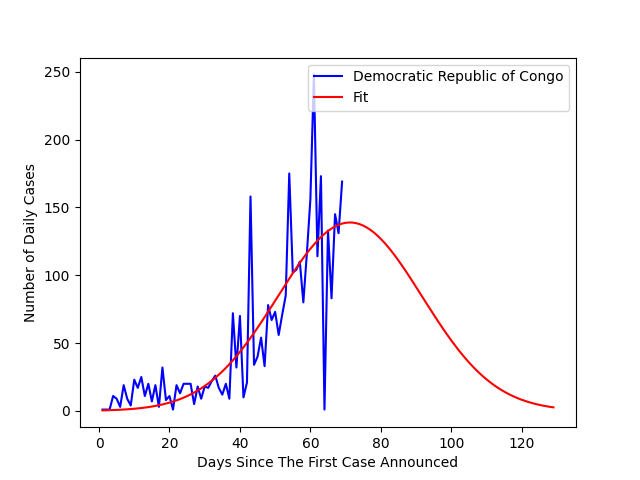 Democratic Republic of Congo
Fit
250
200
150
100
50
0
Number of Daily Cases
0 20 40 60 80 100 120
Days Since The First Case Announced